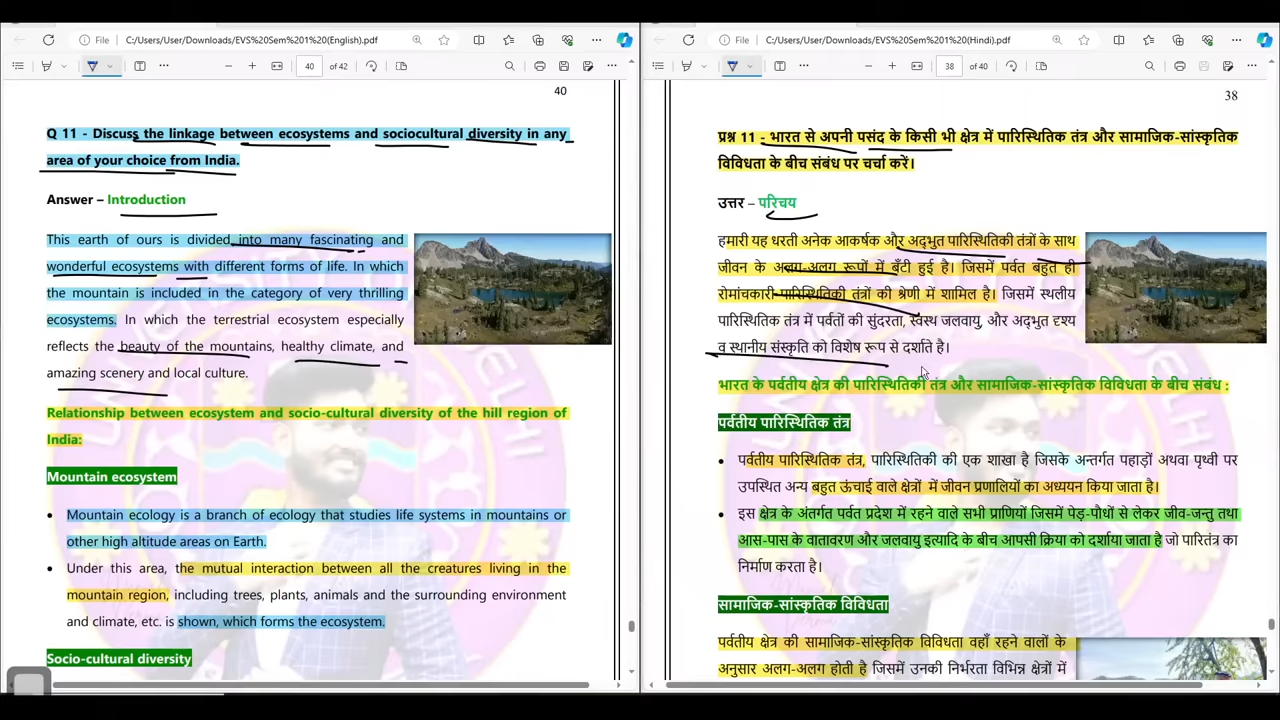 File C:/Users/User/Downloads/EVS%20Sem%201%20(English).pdf
40 of 42
40
Q 11 - Discuss the linkage between ecosystems and sociocultural diversity in any
area of your choice from India.
Answer – Introduction
This earth of ours is divided into many fascinating and
wonderful ecosystems with different forms of life. In which
the mountain is included in the category of very thrilling
ecosystems. In which the terrestrial ecosystem especially
reflects the beauty of the mountains, healthy climate, and
amazing scenery and local culture.
Relationship between ecosystem and socio-cultural diversity of the hill region of
India:
Mountain ecosystem
• Mountain ecology is a branch of ecology that studies life systems in mountains or
other high altitude areas on Earth.
• Under this area, the mutual interaction between all the creatures living in the
mountain region, including trees, plants, animals and the surrounding environment
and climate, etc. is shown, which forms the ecosystem.
Socio-cultural diversity
File C:/Users/User/Downloads/EVS%20Sem%201%20(Hindi).pdf
38 of 40
38
प्रश्न 11 - भारत से अपनी पसंद के किसी भी क्षेत्र में पारिस्थितिक तंत्र और सामाजिक-सांस्कृतिक
विविधता के बीच संबंध पर चर्चा करें।
उत्तर – परिचय
हमारी यह धरती अनेक आकर्षक और अद्भुत पारिस्थितिकी तंत्रों के साथ
जीवन के अलग-अलग रूपों में बँटी हुई है। जिसमें पर्वत बहुत ही
रोमांचकारी पारिस्थितिकी तंत्रों की श्रेणी में शामिल है। जिसमें स्थलीय
पारिस्थितिक तंत्र में पर्वतों की सुंदरता, स्वस्थ जलवायु, और अद्भुत दृश्य
व स्थानीय संस्कृति को विशेष रूप से दर्शाते है।
भारत के पर्वतीय क्षेत्र की पारिस्थितिकी तंत्र और सामाजिक-सांस्कृतिक विविधता के बीच संबंध :
पर्वतीय पारिस्थितिक तंत्र
• पर्वतीय पारिस्थितिक तंत्र, पारिस्थितिकी की एक शाखा है जिसके अन्तर्गत पहाड़ों अथवा पृथ्वी पर
उपस्थित अन्य बहुत ऊंचाई वाले क्षेत्रों में जीवन प्रणालियों का अध्ययन किया जाता है।
• इस क्षेत्र के अंतर्गत पर्वत प्रदेश में रहने वाले सभी प्राणियों जिसमें पेड़-पौधों से लेकर जीव-जन्तु तथा
आस-पास के वातावरण और जलवायु इत्यादि के बीच आपसी क्रिया को दर्शाया जाता है जो पारितंत्र का
निर्माण करता है।
सामाजिक-सांस्कृतिक विविधता
पर्वतीय क्षेत्र की सामाजिक-सांस्कृतिक विविधता वहाँ रहने वालों के
अनुसार अलग-अलग होती है जिसमें उनकी निर्भरता विभिन्न क्षेत्रों में